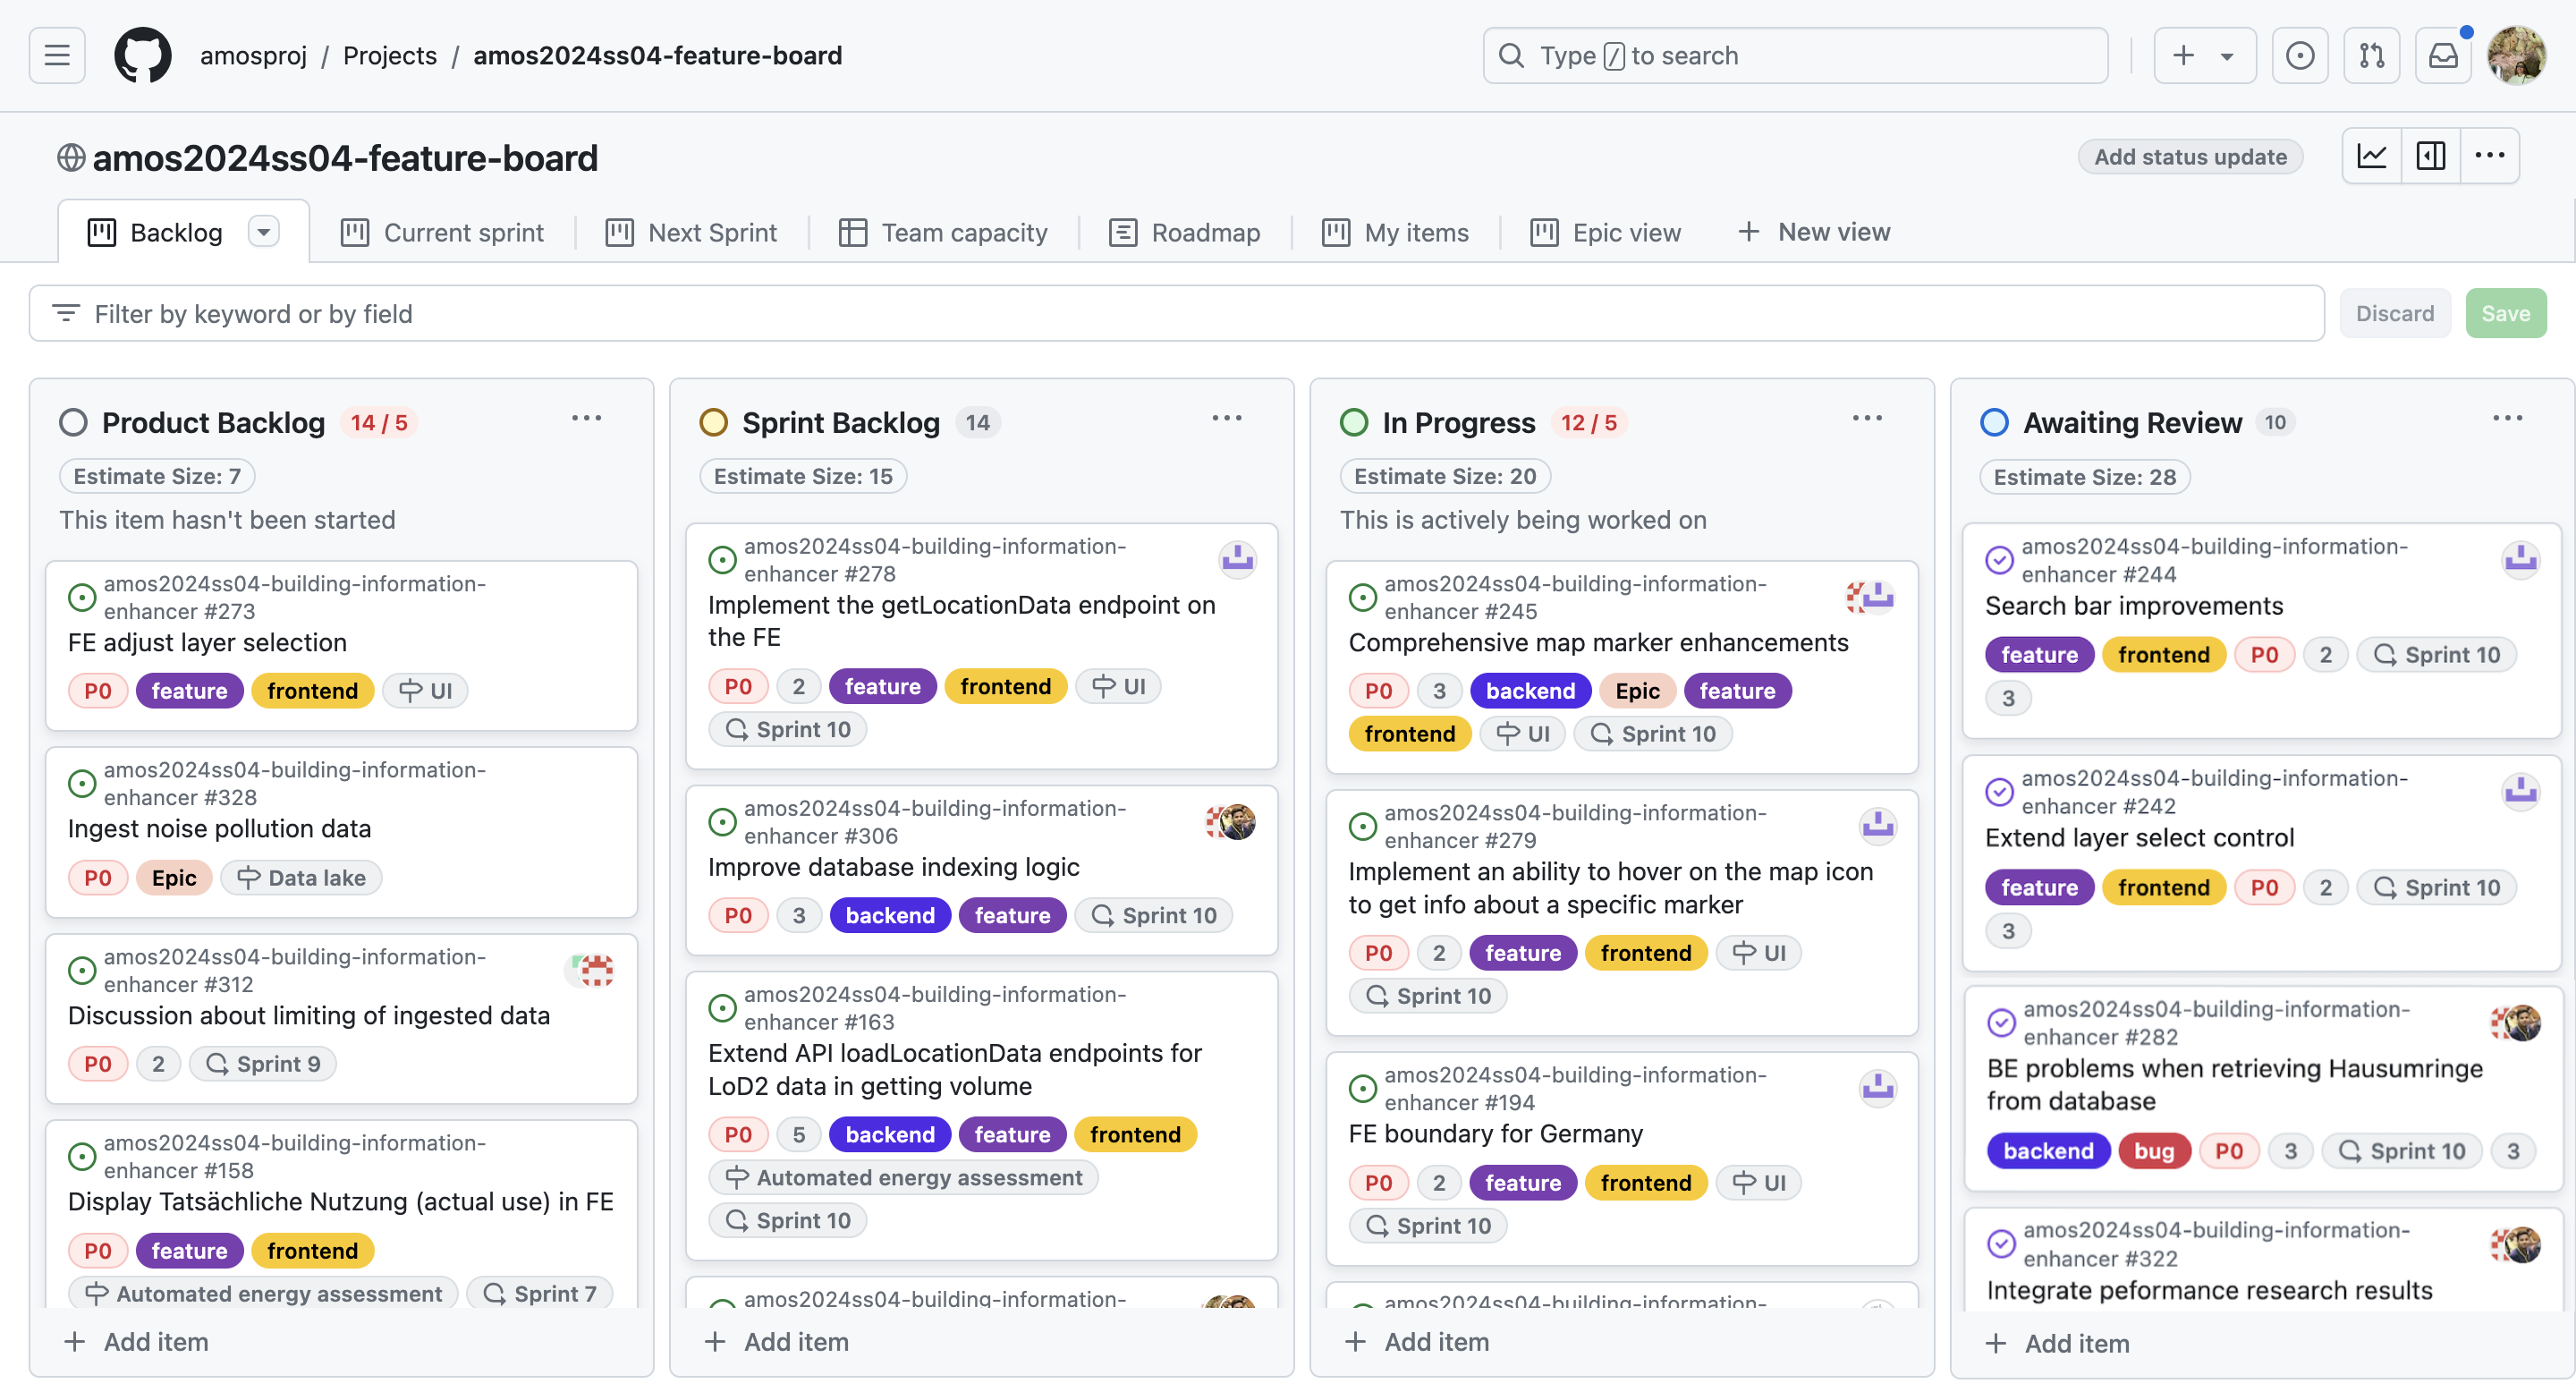 amosproj / Projects / amos2024ss04-feature-board
Type / to search
amos2024ss04-feature-board
Add status update
Backlog
Current sprint
Next Sprint
Team capacity
Roadmap
My items
Epic view
New view
Filter by keyword or by field
Discard
Save
Product Backlog 14 / 5
Estimate Size: 7
This item hasn't been started
amos2024ss04-building-information-
enhancer #273
FE adjust layer selection
P0 feature frontend UI
amos2024ss04-building-information-
enhancer #328
Ingest noise pollution data
P0 Epic Data lake
amos2024ss04-building-information-
enhancer #312
Discussion about limiting of ingested data
P0 2 Sprint 9
amos2024ss04-building-information-
enhancer #158
Display Tatsächliche Nutzung (actual use) in FE
P0 feature frontend
Automated energy assessment Sprint 7
Add item
Sprint Backlog 14
Estimate Size: 15
amos2024ss04-building-information-
enhancer #278
Implement the getLocationData endpoint on
the FE
P0 2 feature frontend UI
Sprint 10
amos2024ss04-building-information-
enhancer #306
Improve database indexing logic
P0 3 backend feature Sprint 10
amos2024ss04-building-information-
enhancer #163
Extend API loadLocationData endpoints for
LoD2 data in getting volume
P0 5 backend feature frontend
Automated energy assessment
Sprint 10
amos2024ss04-building-information-
Add item
In Progress 12 / 5
Estimate Size: 20
This is actively being worked on
amos2024ss04-building-information-
enhancer #245
Comprehensive map marker enhancements
P0 3 backend Epic feature
frontend UI Sprint 10
amos2024ss04-building-information-
enhancer #279
Implement an ability to hover on the map icon
to get info about a specific marker
P0 2 feature frontend UI
Sprint 10
amos2024ss04-building-information-
enhancer #194
FE boundary for Germany
P0 2 feature frontend UI
Sprint 10
amos2024ss04-building-information-
Add item
Awaiting Review 10
Estimate Size: 28
amos2024ss04-building-information-
enhancer #244
Search bar improvements
feature frontend P0 2 Sprint 10
3
amos2024ss04-building-information-
enhancer #242
Extend layer select control
feature frontend P0 2 Sprint 10
3
amos2024ss04-building-information-
enhancer #282
BE problems when retrieving Hausumringe
from database
backend bug P0 3 Sprint 10 3
amos2024ss04-building-information-
enhancer #322
Integrate peformance research results
Add item